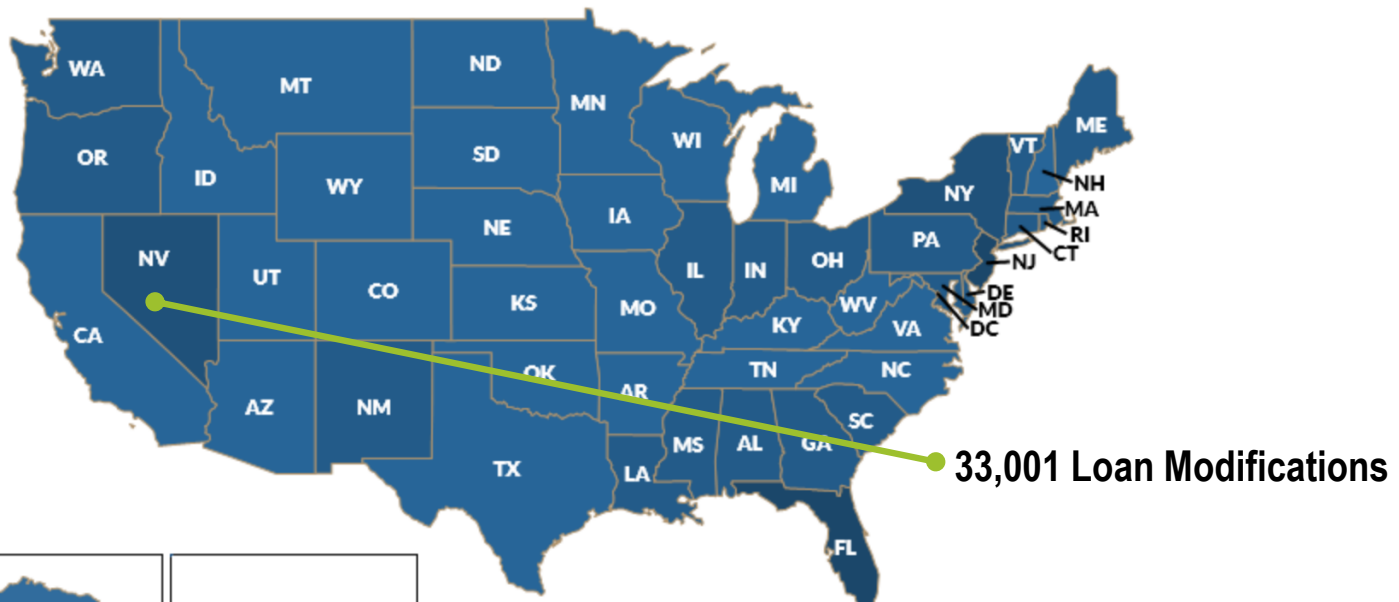 WA
MT
ND
MN
OR
ID
WY
SD
WI
MI
NY
VT
ME
NH
MA
RI
CT
NJ
NV
UT
CO
NE
IA
IL
IN
OH
PA
DE
MD
DC
CA
KS
MO
KY
WV
VA
AZ
NM
OK
AR
TN
NC
TX
LA
MS
AL
GA
SC
33,001 Loan Modifications
FL